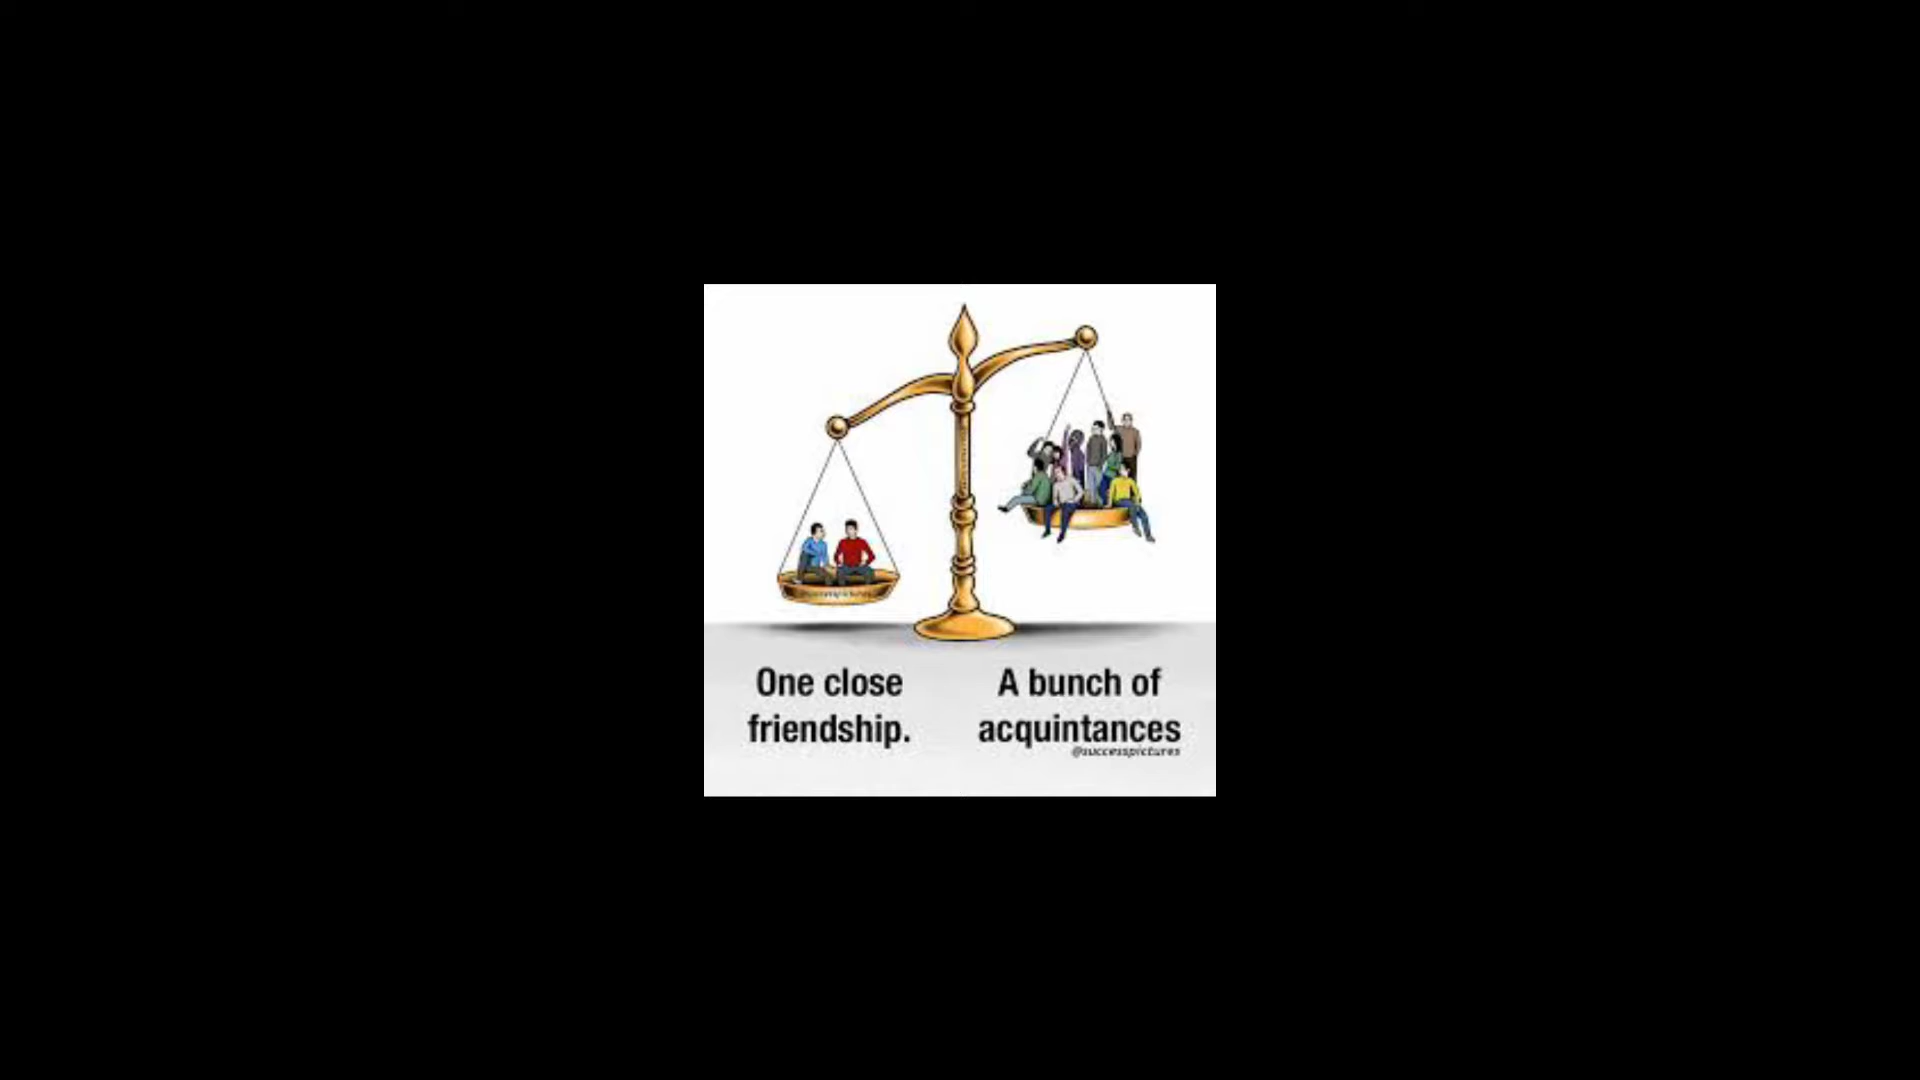 One close
friendship.
A bunch of
acquintances
@successpictures